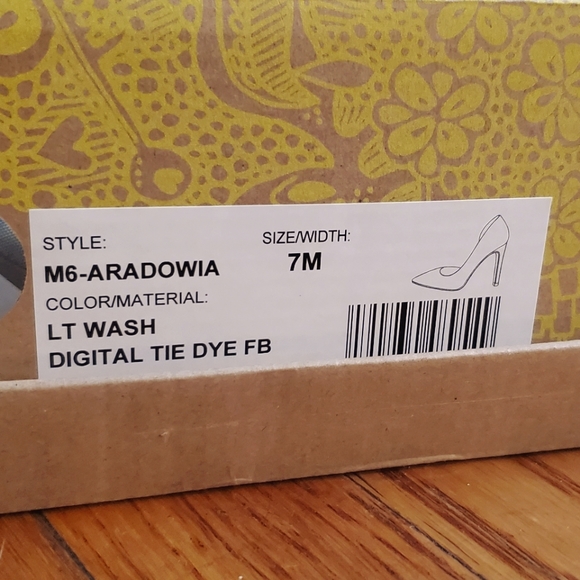 STYLE: SIZE/WIDTH:
M6-ARADOWIA 7M
COLOR/MATERIAL:
LT WASH
DIGITAL TIE DYE FB